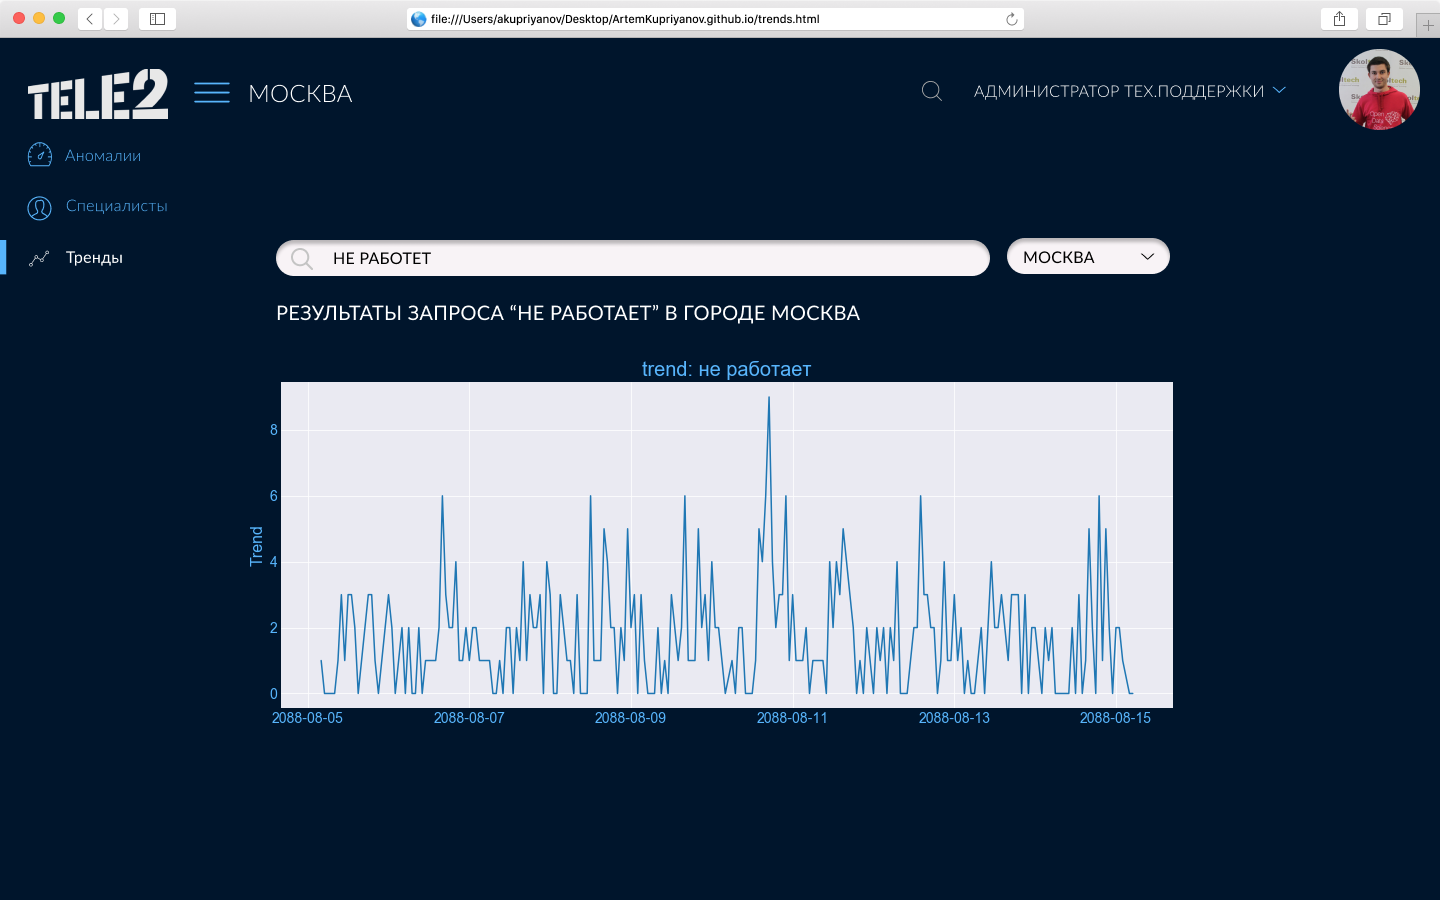 file:///Users/akupriyanov/Desktop/ArtemKupriyanov.github.io/trends.html
TELE2
МОСКВА
АДМИНИСТРАТОР ТЕХ.ПОДДЕРЖКИ
Аномалии
Специалисты
Тренды
НЕ РАБОТЕТ
МОСКВА
РЕЗУЛЬТАТЫ ЗАПРОСА “НЕ РАБОТАЕТ” В ГОРОДЕ МОСКВА
trend: не работает
Trend
8
6
4
2
0
2088-08-05 2088-08-07 2088-08-09 2088-08-11 2088-08-13 2088-08-15